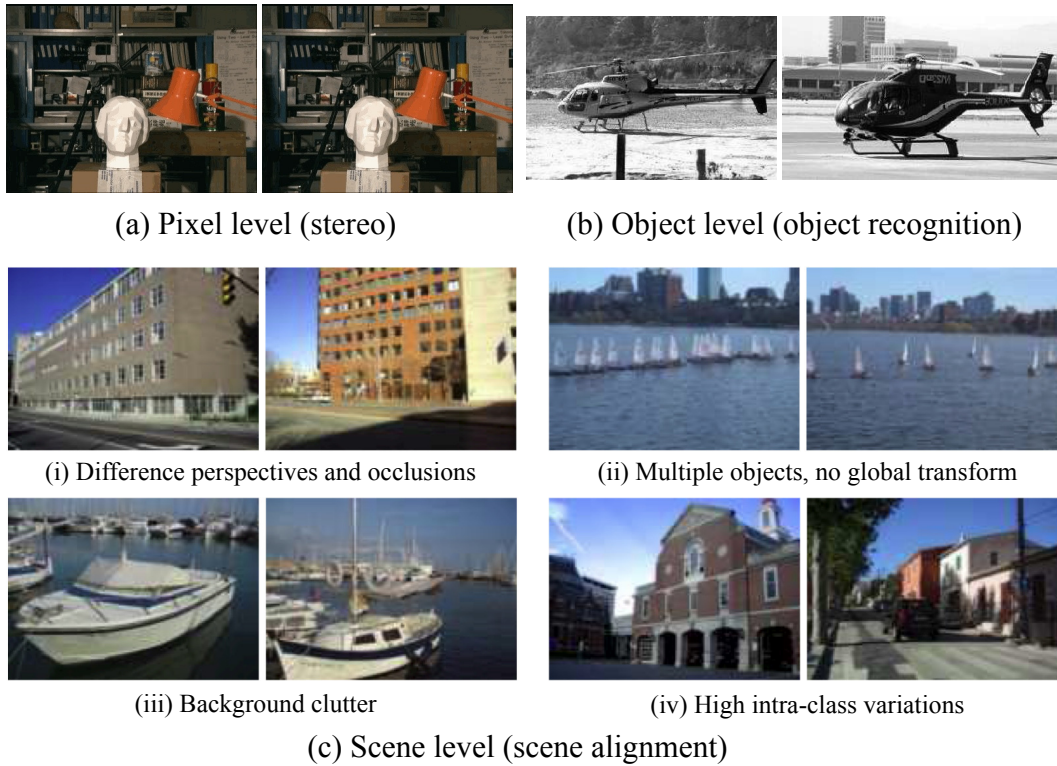 (a) Pixel level (stereo)
(b) Object level (object recognition)
(i) Difference perspectives and occlusions
(ii) Multiple objects, no global transform
(iii) Background clutter
(iv) High intra-class variations
(c) Scene level (scene alignment)